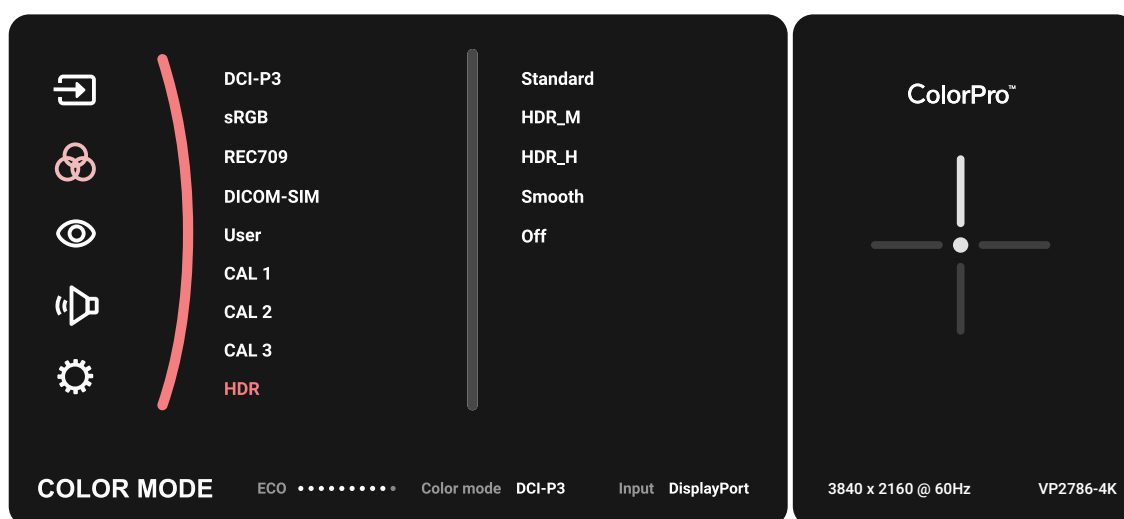 DCI-P3
sRGB
REC709
DICOM-SIM
User
CAL 1
CAL 2
CAL 3
HDR
Standard
HDR_M
HDR_H
Smooth
Off
COLOR MODE ECO Color mode DCI-P3 Input DisplayPort
ColorPro™
3840 x 2160 @ 60Hz VP2786-4K